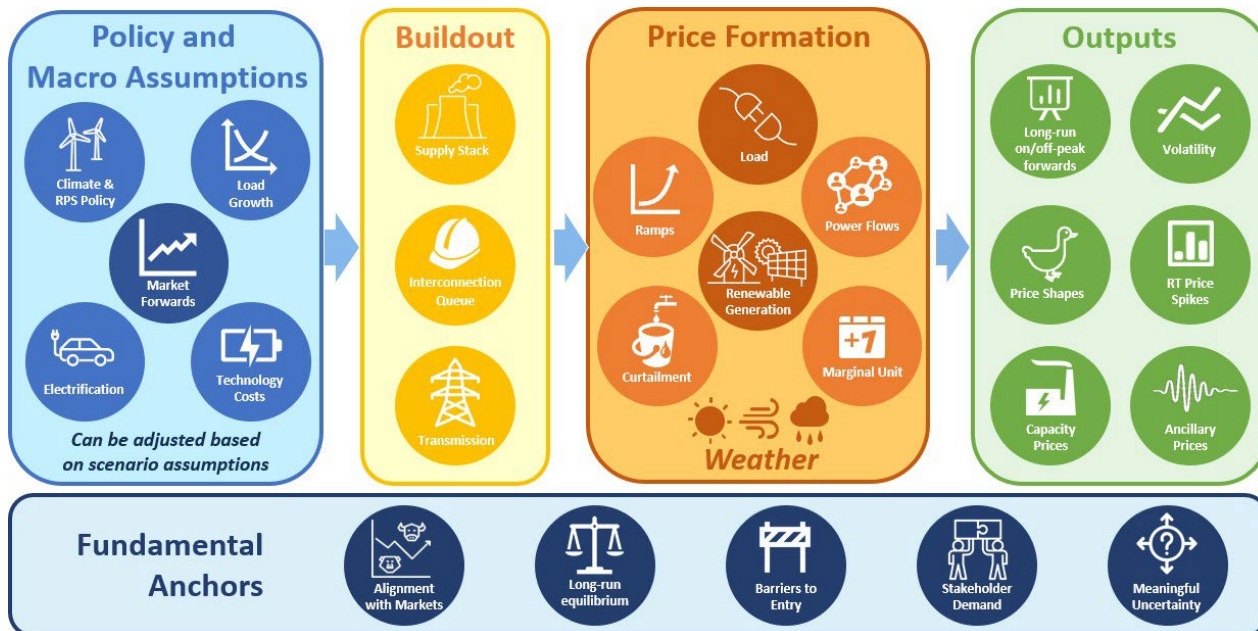 Policy and
Macro Assumptions
Climate &
RPS Policy
Load
Growth
Market
Forwards
Electrification
Technology
Costs
Can be adjusted based
on scenario assumptions
Buildout
Supply Stack
Interconnection
Queue
Transmission
Price Formation
Load
Ramps
Power Flows
Renewable
Generation
Curtailment
+1
Marginal Unit
Weather
Outputs
Long-run
on/off-peak
forwards
Volatility
Price Shapes
RT Price
Spikes
Capacity
Prices
Ancillary
Prices
Fundamental
Anchors
Alignment
with Markets
Long-run
equilibrium
Barriers to
Entry
Stakeholder
Demand
?
Meaningful
Uncertainty